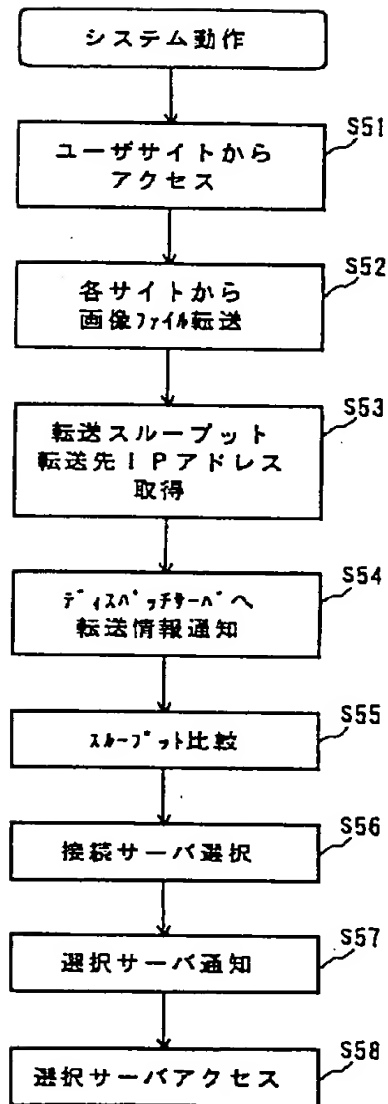 システム動作
S51
ユーザサイトから
アクセス
S52
各サイトから
画像ﾌｧｲﾙ転送
S53
転送スループット
転送先IPアドレス
取得
S54
ﾃﾞｨｽﾊﾟｯﾁｻｰﾊﾞへ
転送情報通知
S55
ｽﾙｰﾌﾟｯﾄ比較
S56
接続サーバ選択
S57
選択サーバ通知
S58
選択サーバアクセス